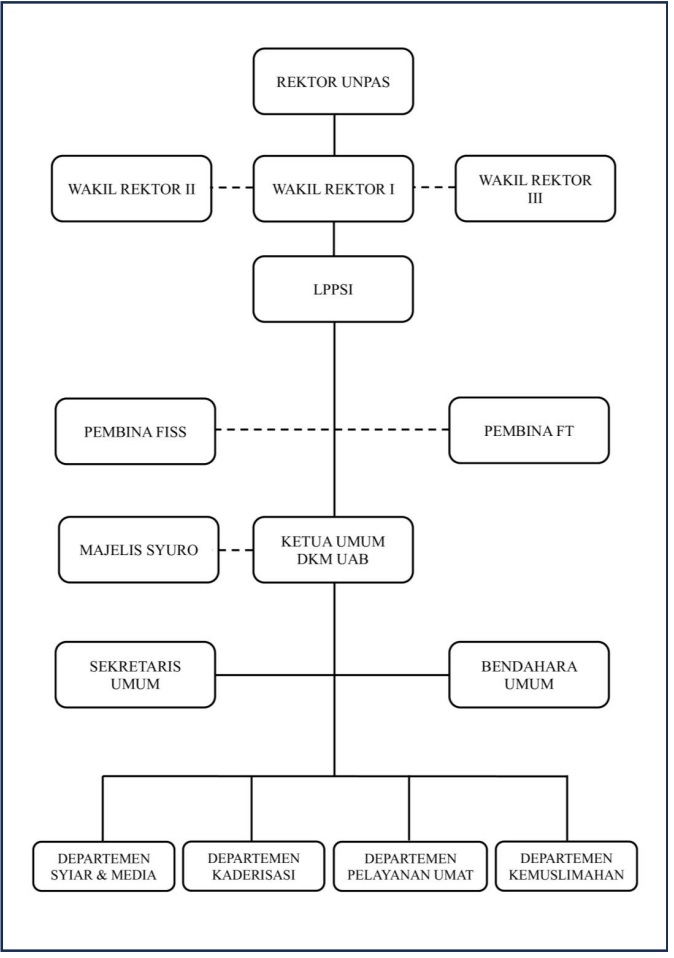 REKTOR UNPAS
WAKIL REKTOR II
WAKIL REKTOR I
WAKIL REKTOR
III
LPPSI
PEMBINA FISS
PEMBINA FT
MAJELIS SYURO
KETUA UMUM
DKM UAB
SEKRETARIS
UMUM
BENDAHARA
UMUM
DEPARTEMEN
SYIAR & MEDIA
DEPARTEMEN
KADERISASI
DEPARTEMEN
PELAYANAN UMAT
DEPARTEMEN
KEMUSLIMAHAN